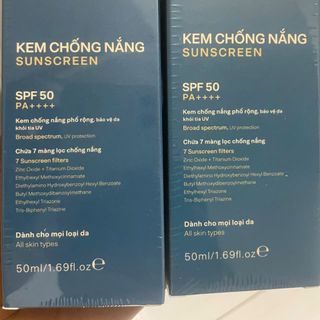 KEM CHỐNG NẮNG
SUNSCREEN
SPF 50
PA++++
Kem chống nắng phổ rộng, bảo vệ da
khỏi tia UV
Broad spectrum, UV protection
Chứa 7 màng lọc chống nắng
7 Sunscreen filters
Zinc Oxide + Titanium Dioxide
Ethylhexyl Methoxycinnamate
Diethylamino Hydroxybenzoyl Hexyl Benzoate
Butyl Methoxydibenzoylmethane
Ethylhexyl Triazone
Tris-Biphenyl Triazine
Dành cho mọi loại da
All skin types
50ml/1.69fl.oz℮
KEM CHỐNG NẮNG
SUNSCREEN
SPF 50
PA++++
Kem chống nắng phổ rộng, bảo vệ da
khỏi tia UV
Broad spectrum, UV protection
Chứa 7 màng lọc chống nắng
7 Sunscreen filters
Zinc Oxide + Titanium Dioxide
Ethylhexyl Methoxycinnamate
Diethylamino Hydroxybenzoyl Hexyl Benzoate
Butyl Methoxydibenzoylmethane
Ethylhexyl Triazone
Tris-Biphenyl Triazine
Dành cho mọi loại da
All skin types
50ml/1.69fl.oz℮